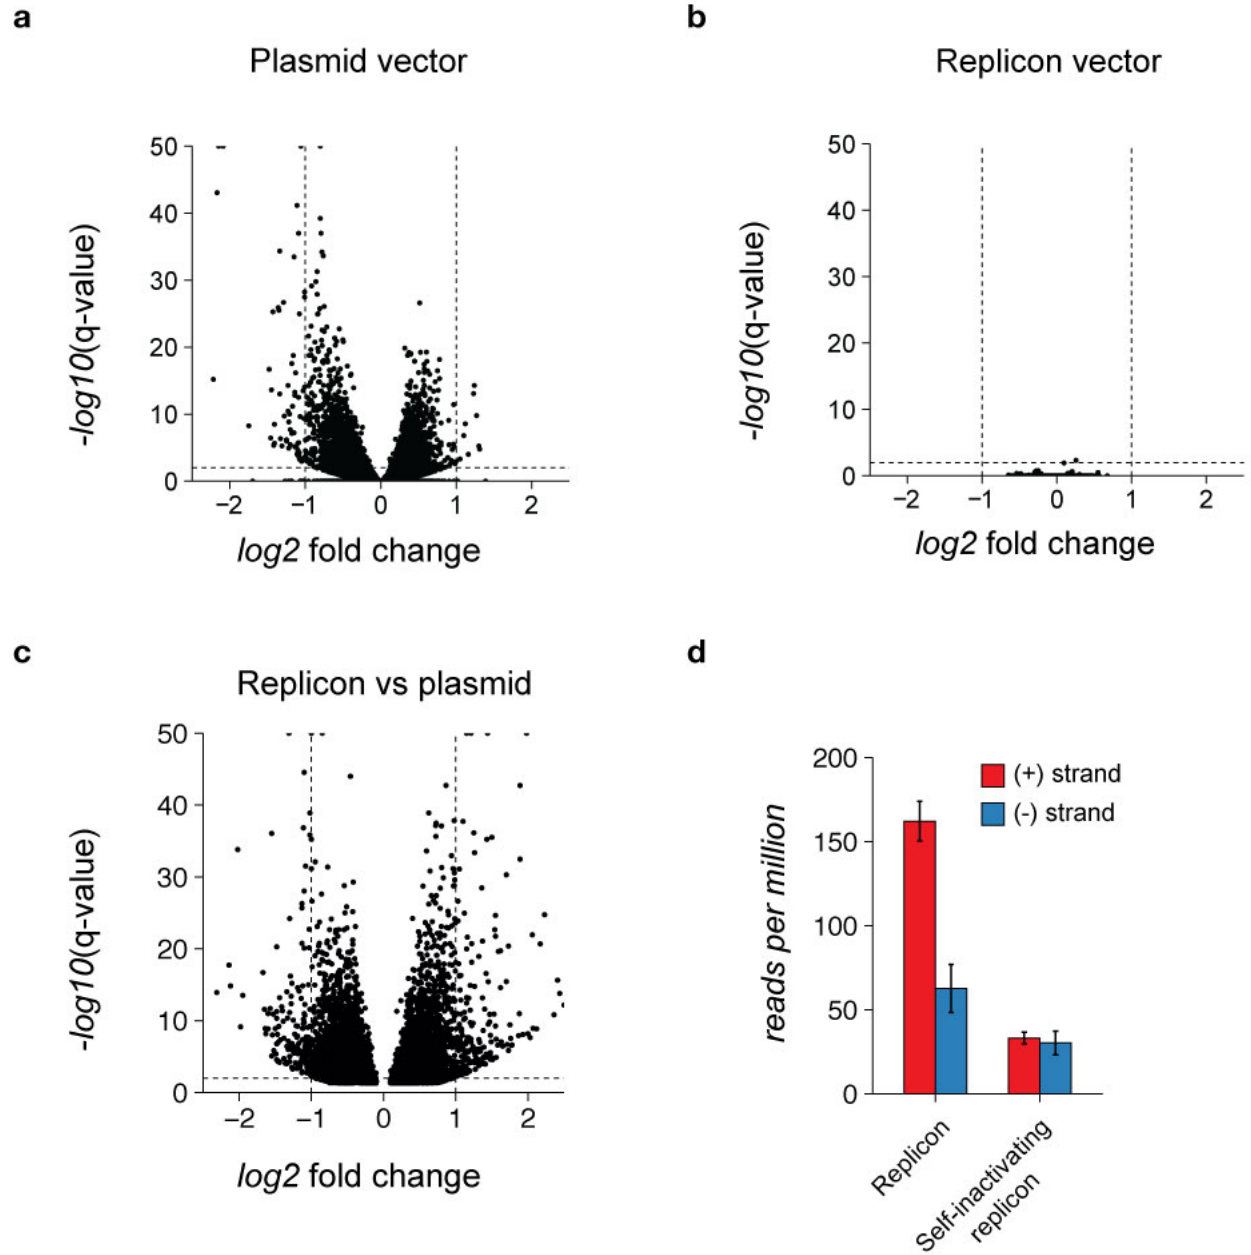 a
Plasmid vector
50
40
30
20
10
0
-log10(q-value)
−2 −1 0 1 2
log2 fold change
b
Replicon vector
50
40
30
20
10
0
-log10(q-value)
−2 −1 0 1 2
log2 fold change
c
Replicon vs plasmid
50
40
30
20
10
0
-log10(q-value)
−2 −1 0 1 2
log2 fold change
d
200
150
100
50
0
reads per million
(+) strand
(-) strand
Replicon
Self-inactivating
replicon